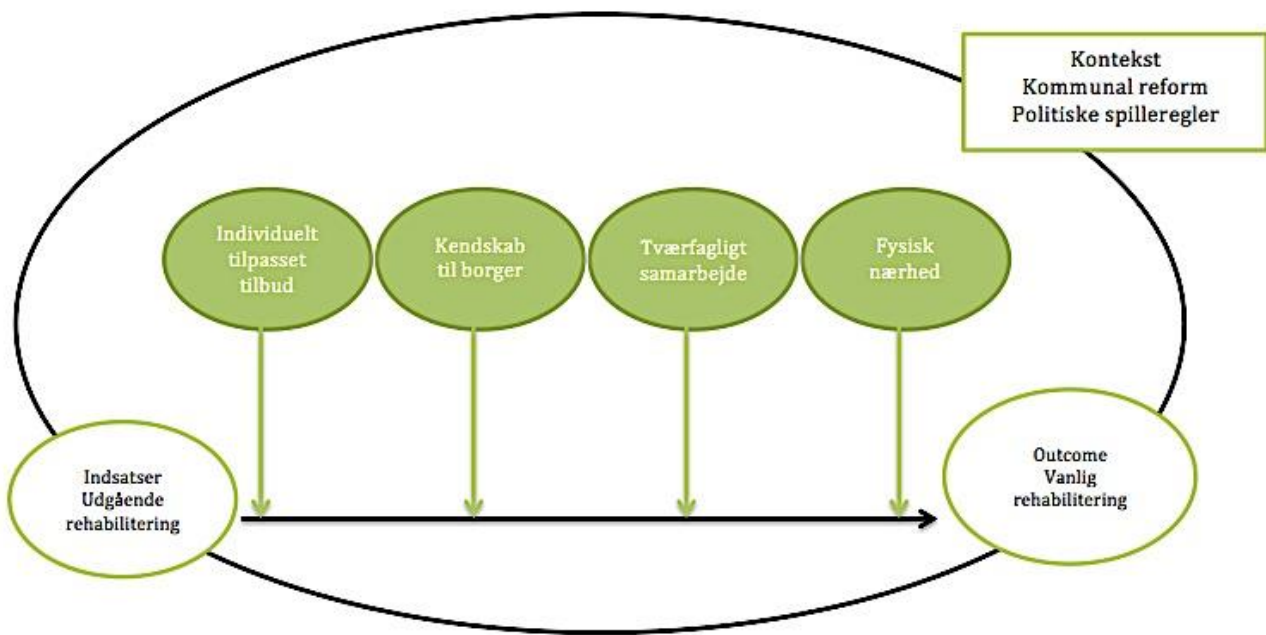 Kontekst
Kommunal reform
Politiske spilleregler
Individuelt
tilpasset
tilbud
Kendskab
til borger
Tværfagligt
samarbejde
Fysisk
nærhed
Indsatser
Udgående
rehabilitering
Outcome
Vanlig
rehabilitering